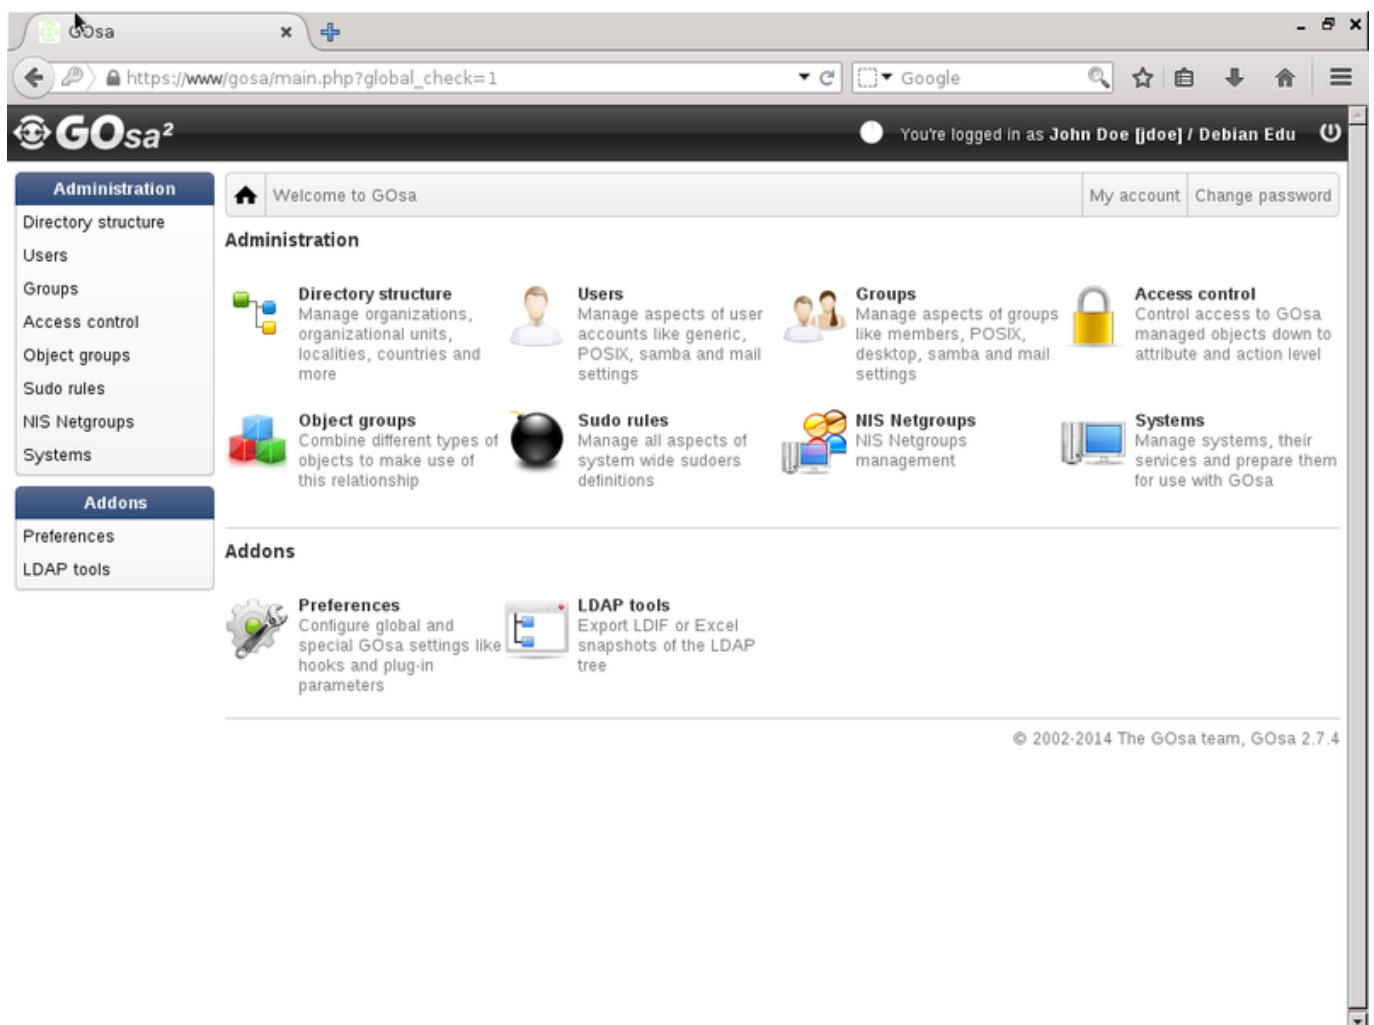 GOsa
https://www/gosa/main.php?global_check=1
Google
GOsa²
You're logged in as John Doe [jdoe] / Debian Edu
Administration
Directory structure
Users
Groups
Access control
Object groups
Sudo rules
NIS Netgroups
Systems
Addons
Preferences
LDAP tools
Welcome to GOsa
My account
Change password
Administration
Directory structure
Manage organizations,
organizational units,
localities, countries and
more
Users
Manage aspects of user
accounts like generic,
POSIX, samba and mail
settings
Groups
Manage aspects of groups
like members, POSIX,
desktop, samba and mail
settings
Access control
Control access to GOsa
managed objects down to
attribute and action level
Object groups
Combine different types of
objects to make use of
this relationship
Sudo rules
Manage all aspects of
system wide sudoers
definitions
NIS Netgroups
NIS Netgroups
management
Systems
Manage systems, their
services and prepare them
for use with GOsa
Addons
Preferences
Configure global and
special GOsa settings like
hooks and plug-in
parameters
LDAP tools
Export LDIF or Excel
snapshots of the LDAP
tree
© 2002-2014 The GOsa team, GOsa 2.7.4